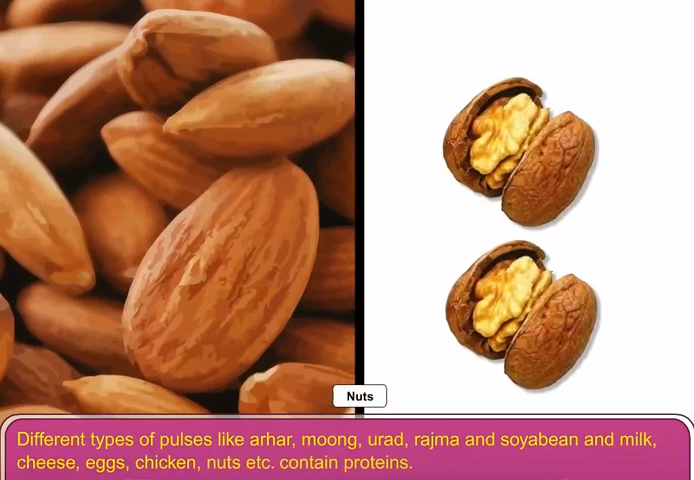 Nuts
Different types of pulses like arhar, moong, urad, rajma and soyabean and milk,
cheese, eggs, chicken, nuts etc. contain proteins.